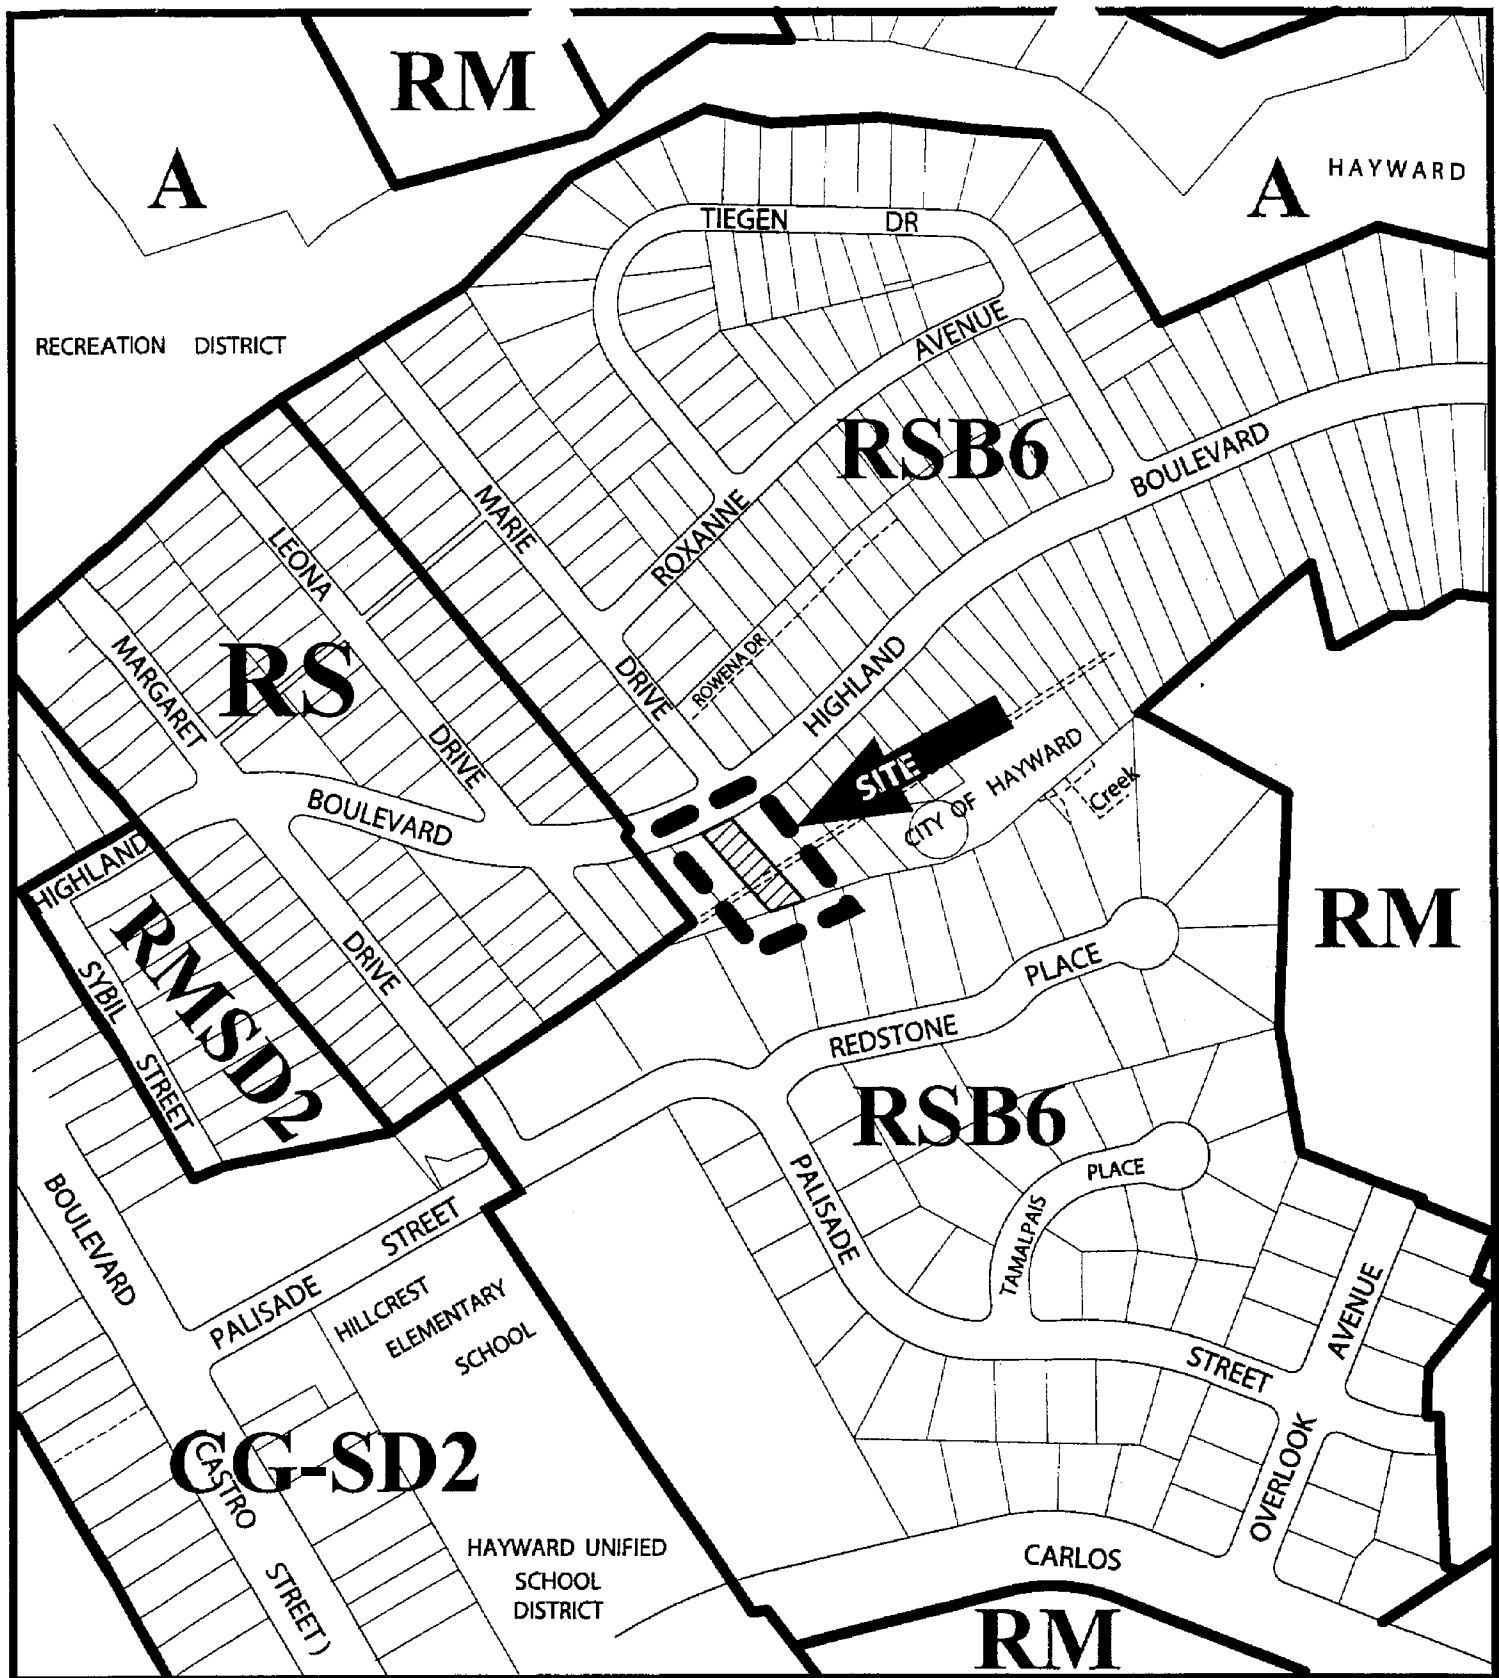 RM
A
A
HAYWARD
TIEGEN DR
RECREATION DISTRICT
AVENUE
RSB6
BOULEVARD
MARIE
ROXANNE
LEONA
RS
MARGARET
DRIVE
ROWENA DR
HIGHLAND
DRIVE
SITE
CITY OF HAYWARD
Creek
BOULEVARD
HIGHLAND
RMSD2
DRIVE
SYBIL
STREET
RM
PLACE
REDSTONE
RSB6
PALISADE
PLACE
TAMALPAIS
BOULEVARD
STREET
PALISADE
HILLCREST
ELEMENTARY
SCHOOL
AVENUE
STREET
OVERLOOK
CG-SD2
CASTRO
STREET)
HAYWARD UNIFIED
SCHOOL
DISTRICT
CARLOS
RM